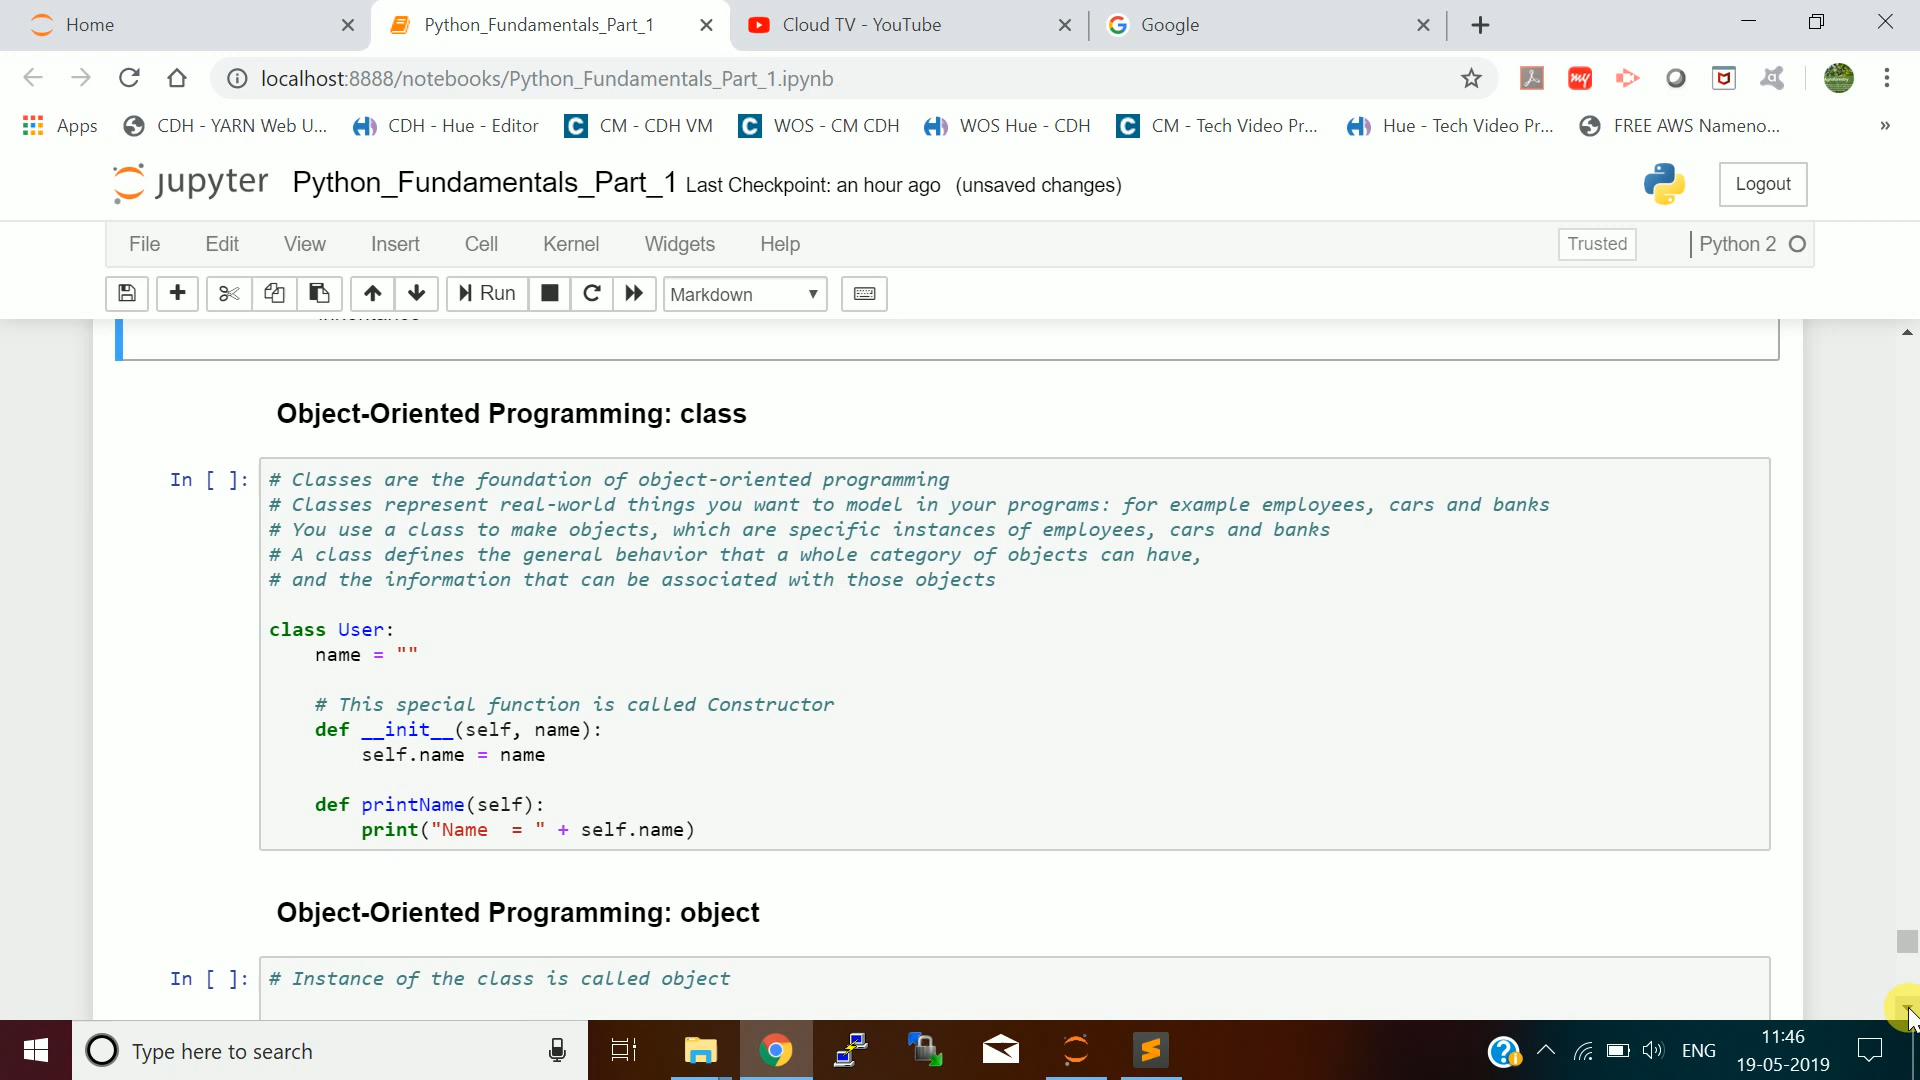 Home
Python_Fundamentals_Part_1
Cloud TV - YouTube
Google
localhost:8888/notebooks/Python_Fundamentals_Part_1.ipynb
Apps
CDH - YARN Web U...
CDH - Hue - Editor
CM - CDH VM
WOS - CM CDH
WOS Hue - CDH
CM - Tech Video Pr...
Hue - Tech Video Pr...
FREE AWS Nameno...
»
jupyter
Python_Fundamentals_Part_1 Last Checkpoint: an hour ago (unsaved changes)
Logout
File Edit View Insert Cell Kernel Widgets Help
Trusted
Python 2
Run
Markdown
Object-Oriented Programming: class
In [ ]:
# Classes are the foundation of object-oriented programming
# Classes represent real-world things you want to model in your programs: for example employees, cars and banks
# You use a class to make objects, which are specific instances of employees, cars and banks
# A class defines the general behavior that a whole category of objects can have,
# and the information that can be associated with those objects
class User:
name = ""
# This special function is called Constructor
def __init__(self, name):
self.name = name
def printName(self):
print("Name  = " + self.name)
Object-Oriented Programming: object
In [ ]:
# Instance of the class is called object
Type here to search
ENG
11:46
19-05-2019